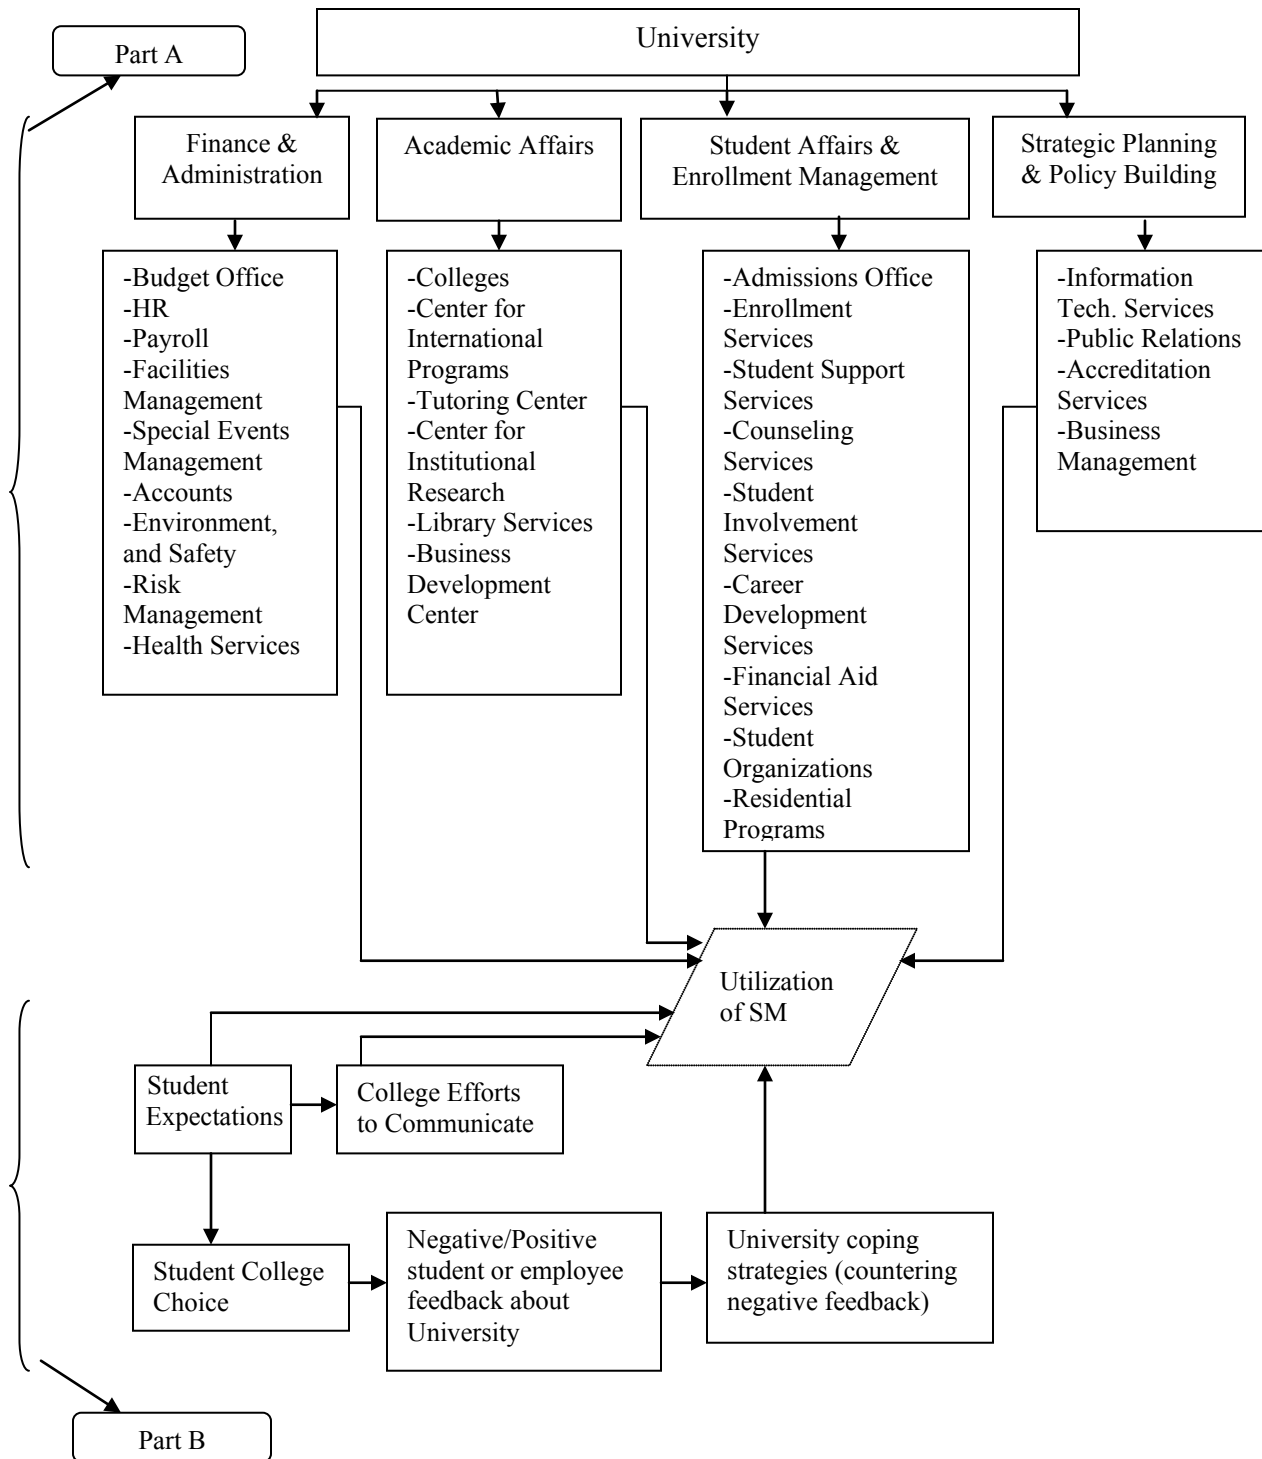 Part A
University
Finance &
Administration
Academic Affairs
Student Affairs &
Enrollment Management
Strategic Planning
& Policy Building
-Budget Office
-HR
-Payroll
-Facilities
Management
-Special Events
Management
-Accounts
-Environment,
and Safety
-Risk
Management
-Health Services
-Colleges
-Center for
International
Programs
-Tutoring Center
-Center for
Institutional
Research
-Library Services
-Business
Development
Center
-Admissions Office
-Enrollment
Services
-Student Support
Services
-Counseling
Services
-Student
Involvement
Services
-Career
Development
Services
-Financial Aid
Services
-Student
Organizations
-Residential
Programs
-Information
Tech. Services
-Public Relations
-Accreditation
Services
-Business
Management
Utilization
of SM
Student
Expectations
College Efforts
to Communicate
Student College
Choice
Negative/Positive
student or employee
feedback about
University
University coping
strategies (countering
negative feedback)
Part B